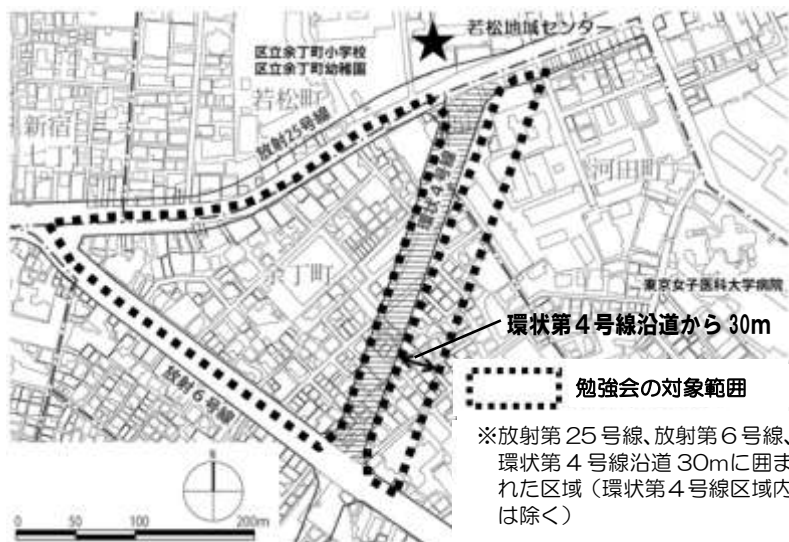 若松地域センター
区立余丁町小学校
区立余丁町幼稚園
若松町
新宿
七丁目
放射25号線
環状4号線
河田町
余丁町
東京女子医科大学病院
環状第4号線沿道から30m
放射6号線
勉強会の対象範囲
※放射第25号線、放射第6号線、
環状第4号線沿道30mに囲ま
れた区域（環状第4号線区域内
は除く）
N
0 50 100 200m